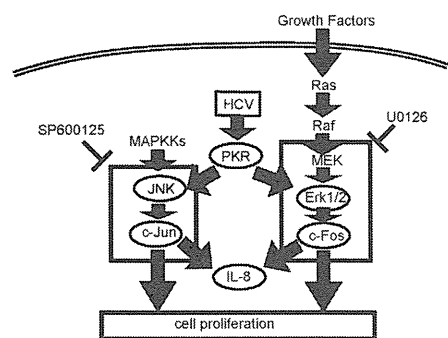 Growth Factors
Ras
HCV
Raf
U0126
SP600125
MAPKKs
PKR
MEK
JNK
Erk1/2
c-Jun
c-Fos
IL-8
cell proliferation